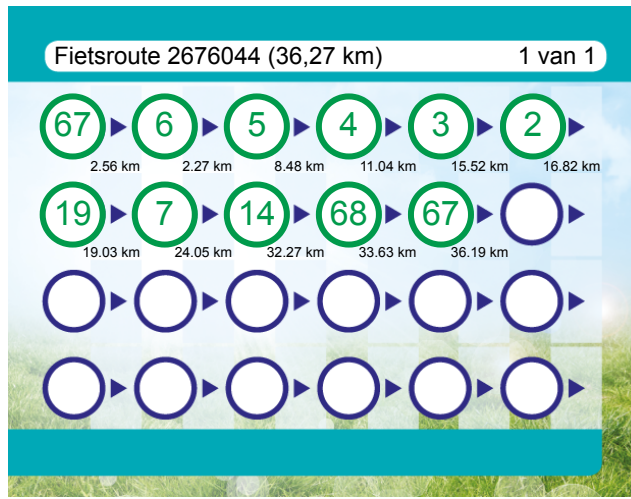 Fietsroute 2676044 (36,27 km) 1 van 1
67 6 5 4 3 2
2.56 km 2.27 km 8.48 km 11.04 km 15.52 km 16.82 km
19 7 14 68 67
19.03 km 24.05 km 32.27 km 33.63 km 36.19 km